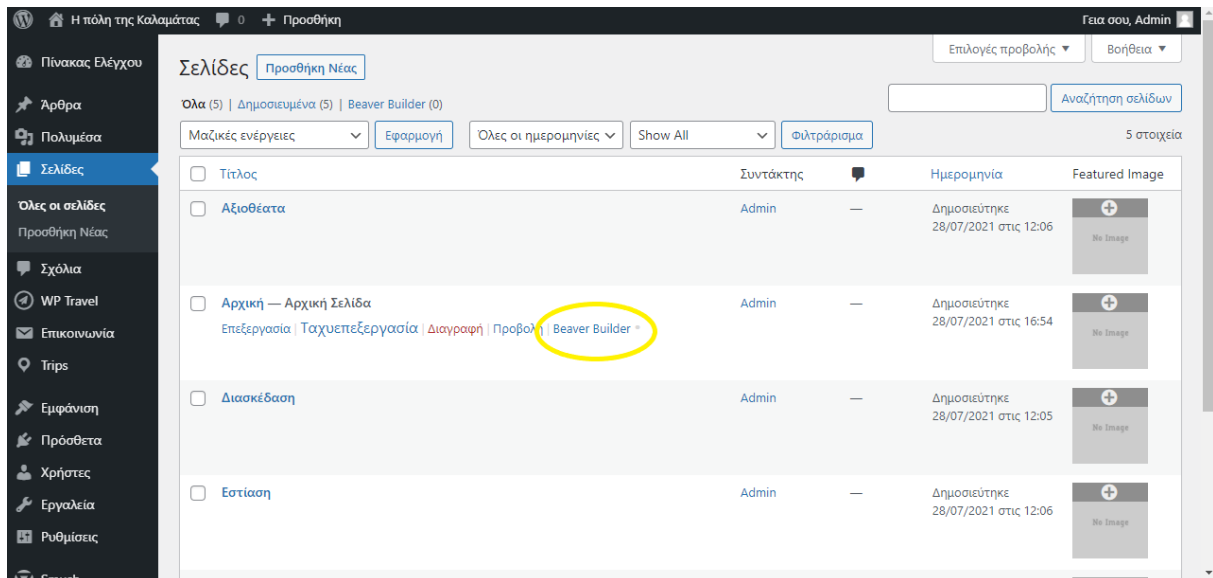 Η πόλη της Καλαμάτας 0 Προσθήκη Γεια σου, Admin
Πίνακας Ελέγχου
Άρθρα
Πολυμέσα
Σελίδες
Όλες οι σελίδες
Προσθήκη Νέας
Σχόλια
WP Travel
Επικοινωνία
Trips
Εμφάνιση
Πρόσθετα
Χρήστες
Εργαλεία
Ρυθμίσεις
Επιλογές προβολής Βοήθεια
Σελίδες Προσθήκη Νέας
Όλα (5) | Δημοσιευμένα (5) | Beaver Builder (0)
Αναζήτηση σελίδων
Μαζικές ενέργειες Εφαρμογή Όλες οι ημερομηνίες Show All Φιλτράρισμα 5 στοιχεία
Τίτλος Συντάκτης Ημερομηνία Featured Image
Αξιοθέατα Admin — Δημοσιεύτηκε
28/07/2021 στις 12:06
No Image
Αρχική — Αρχική Σελίδα Admin — Δημοσιεύτηκε
Επεξεργασία | Ταχυεπεξεργασία | Διαγραφή | Προβολή | Beaver Builder 28/07/2021 στις 16:54
No Image
Διασκέδαση Admin — Δημοσιεύτηκε
28/07/2021 στις 12:05
No Image
Εστίαση Admin — Δημοσιεύτηκε
28/07/2021 στις 12:06
No Image